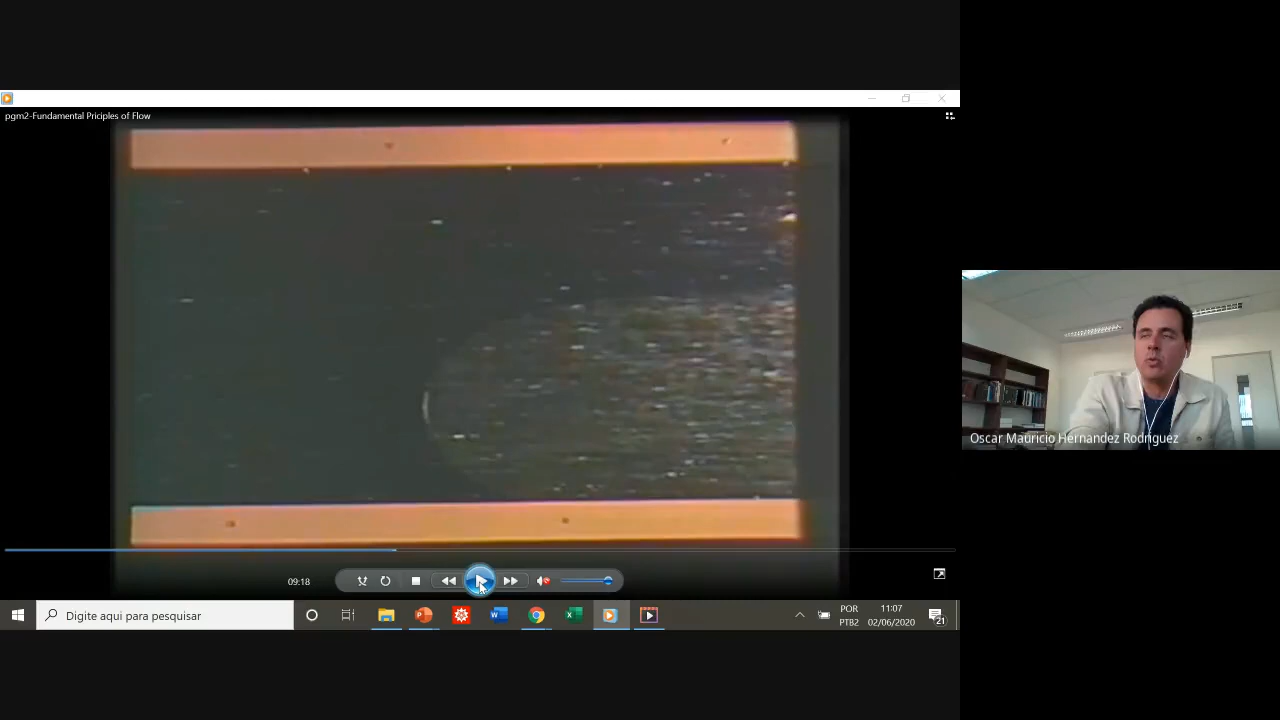 pgm2-Fundamental Priciples of Flow
Oscar Mauricio Hernandez Rodriguez
09:18
Digite aqui para pesquisar
POR
PTB2
11:07
02/06/2020
21